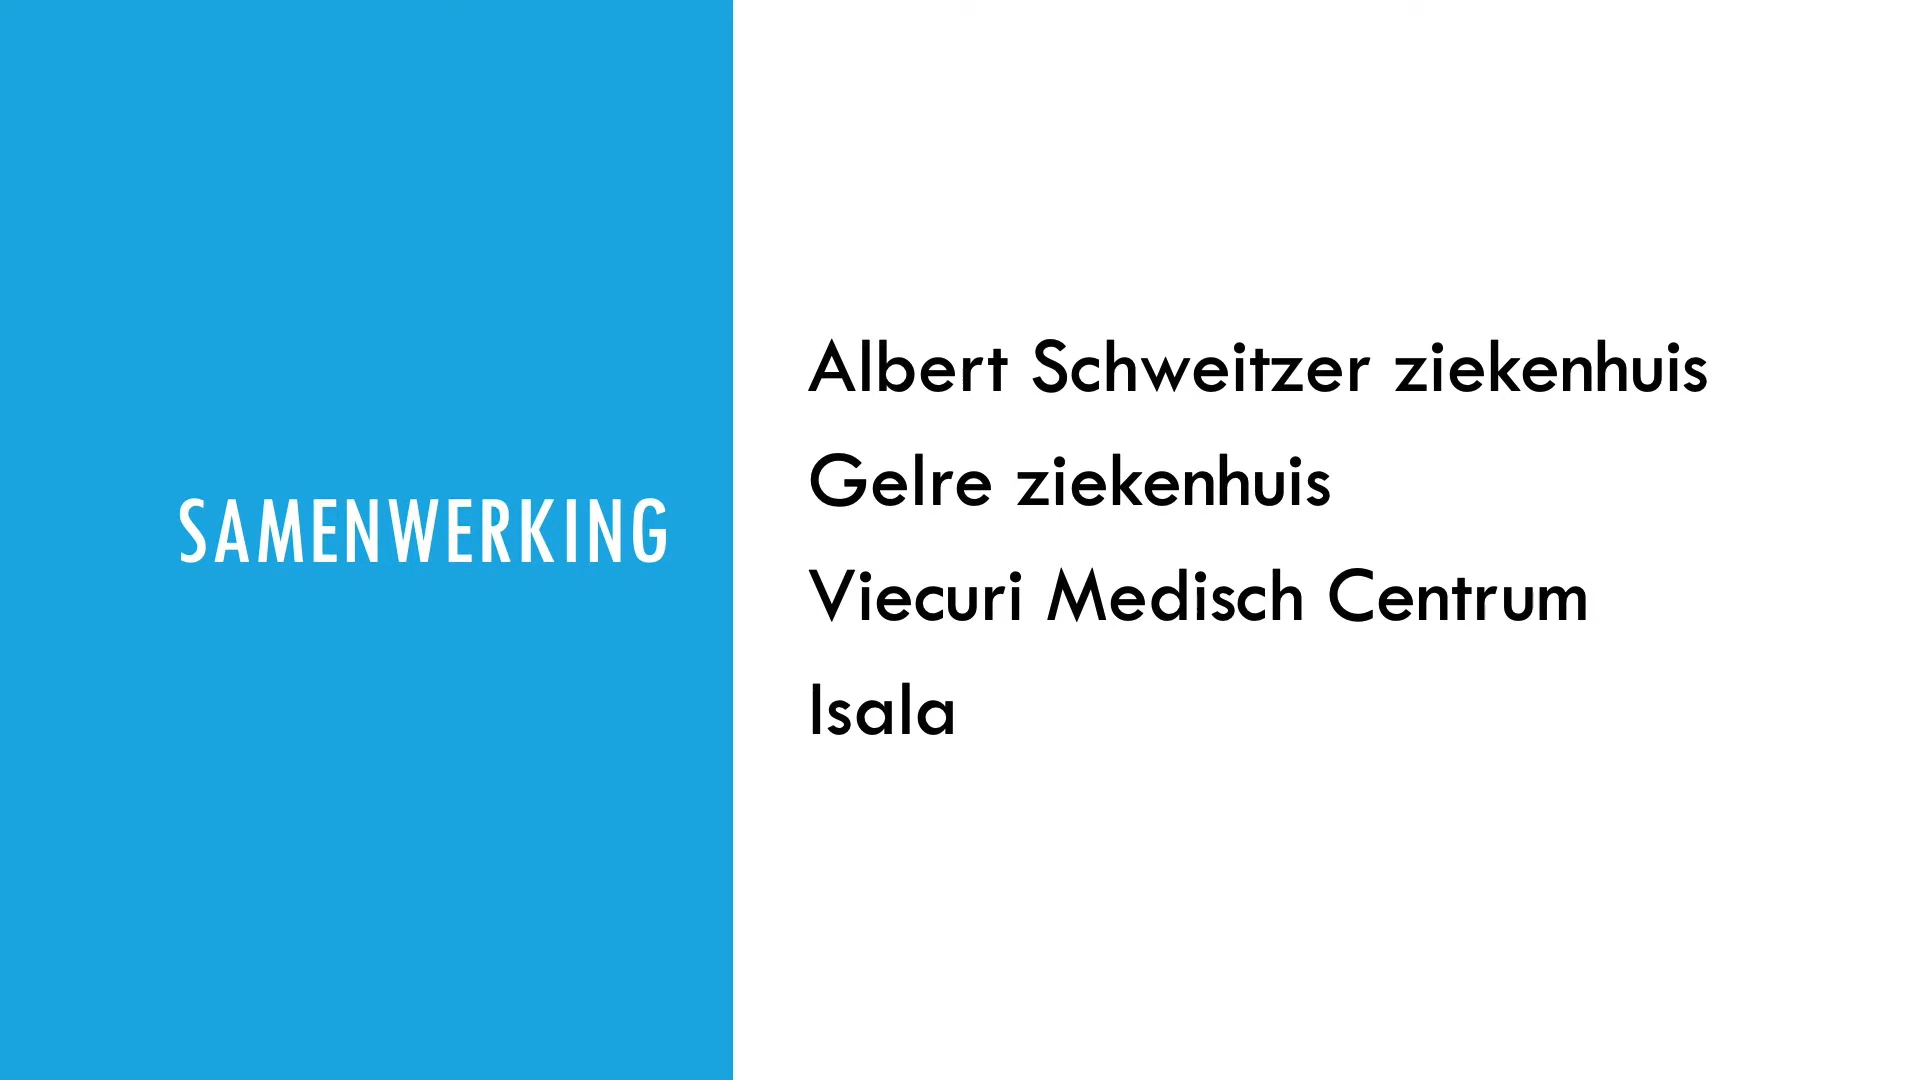 SAMENWERKING
Albert Schweitzer ziekenhuis
Gelre ziekenhuis
Viecuri Medisch Centrum
Isala